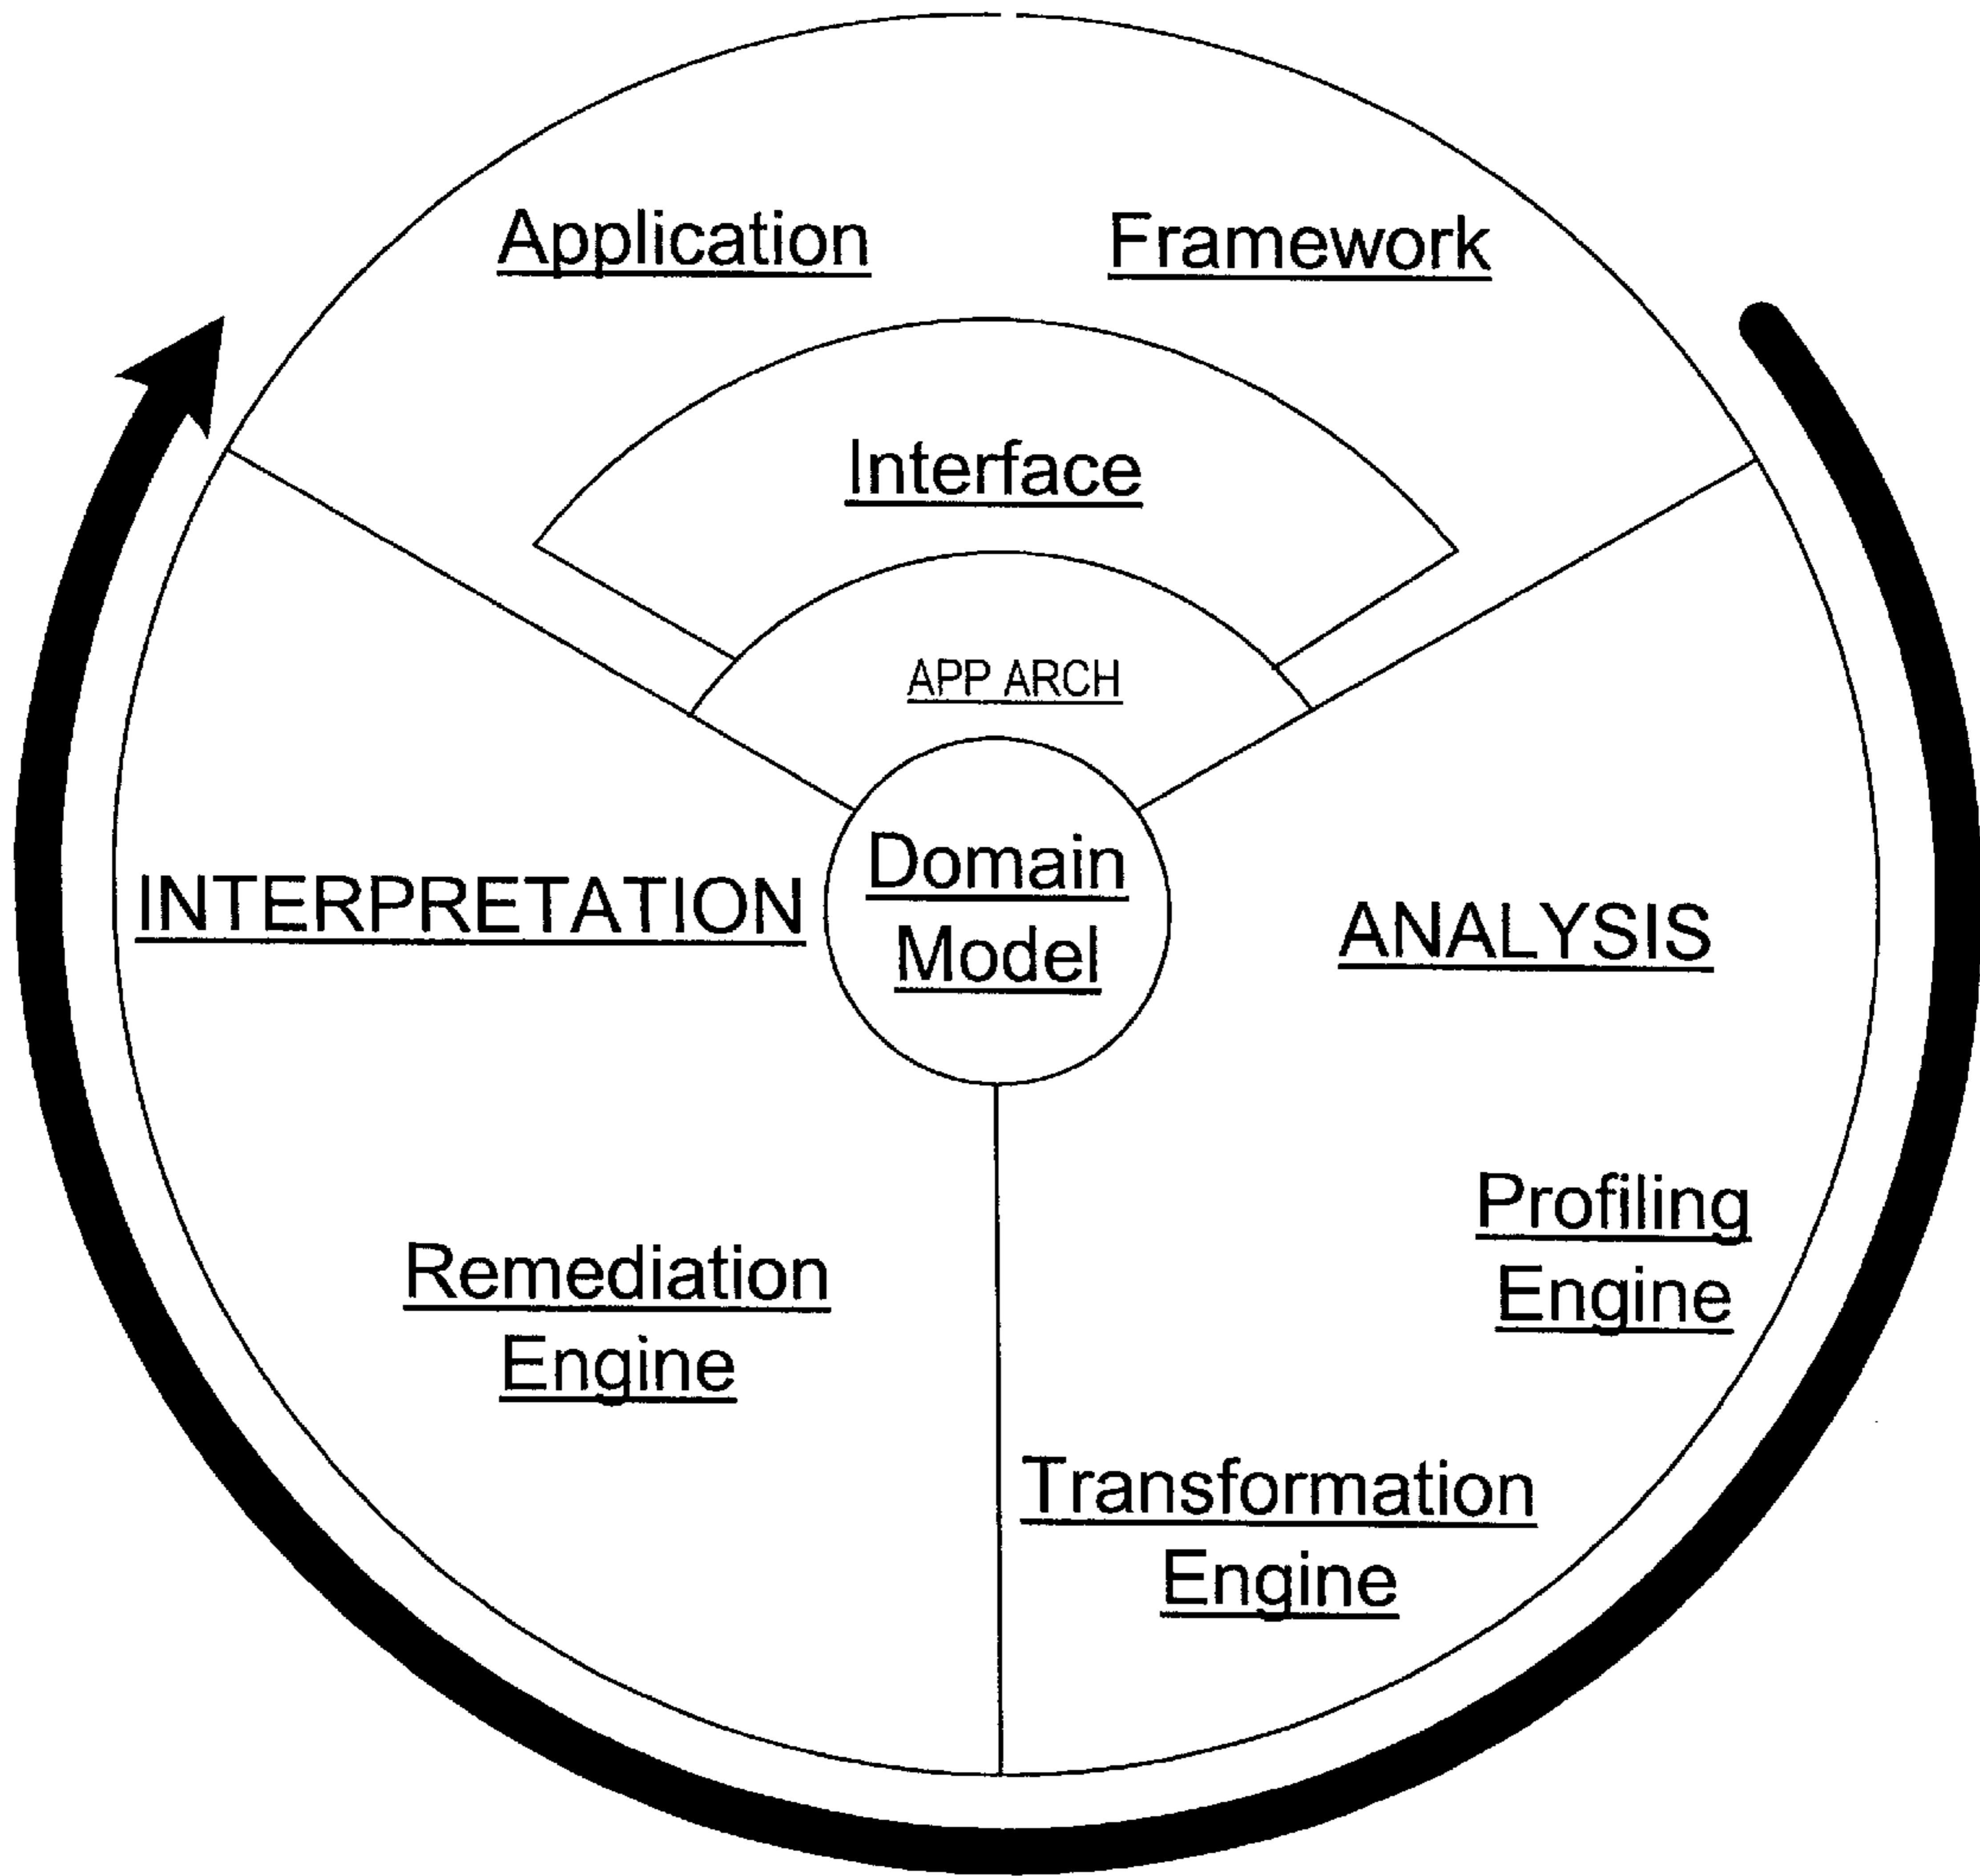 Application Framework
Interface
APP ARCH
Domain
Model
INTERPRETATION
ANALYSIS
Profiling
Engine
Remediation
Engine
Transformation
Engine